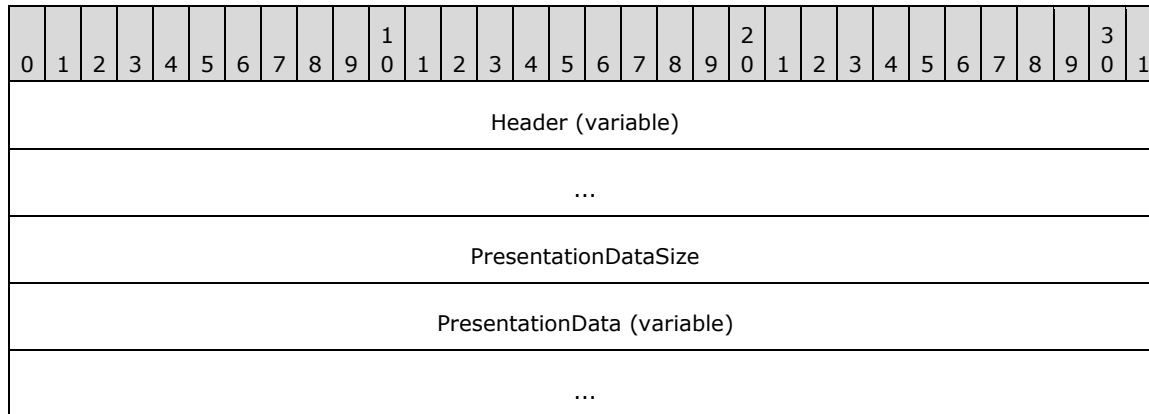 1 2 3
0 1 2 3 4 5 6 7 8 9 0 1 2 3 4 5 6 7 8 9 0 1 2 3 4 5 6 7 8 9 0 1
Header (variable)
...
PresentationDataSize
PresentationData (variable)
...